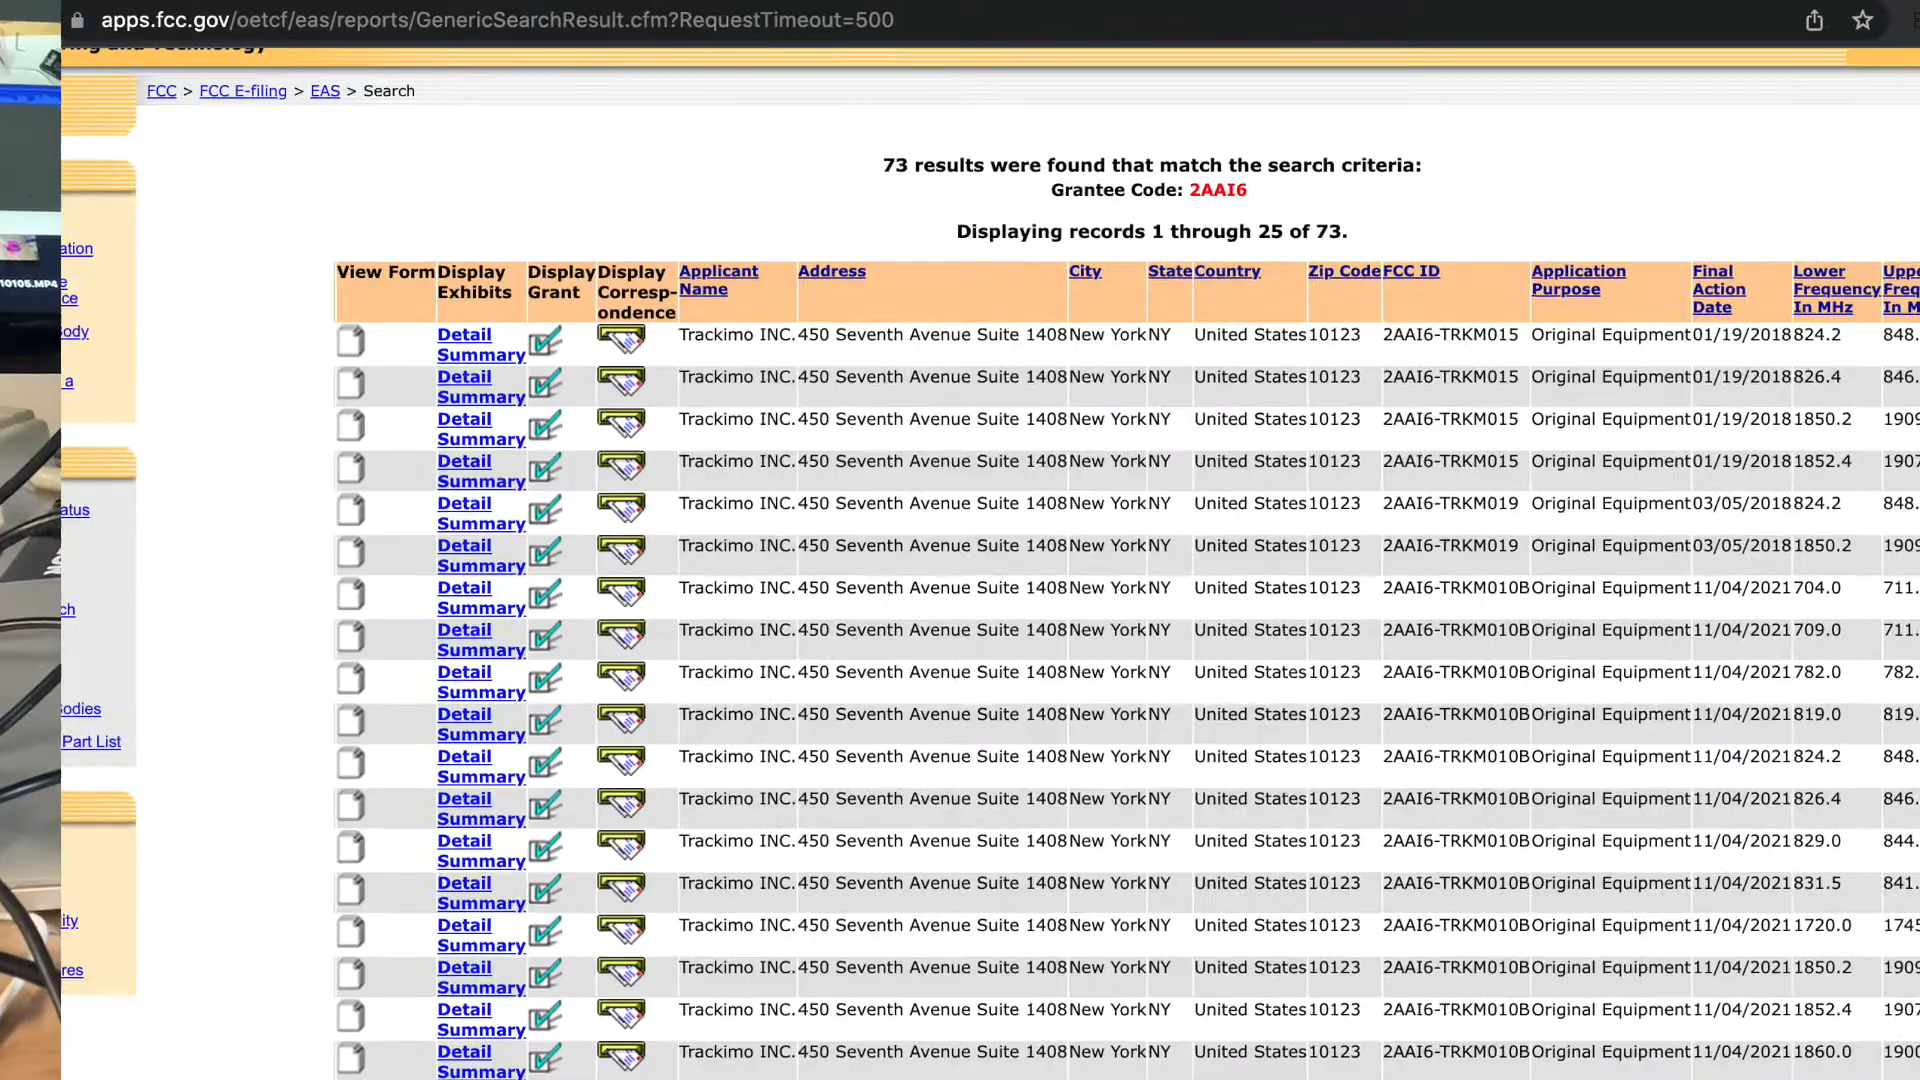 apps.fcc.gov/oetcf/eas/reports/GenericSearchResult.cfm?RequestTimeout=500
FCC > FCC E-filing > EAS > Search
73 results were found that match the search criteria:
Grantee Code: 2AAI6
Displaying records 1 through 25 of 73.
View Form Display Exhibits Display Grant Display Corresp-ondence Applicant Name Address City State Country Zip Code FCC ID Application Purpose Final Action Date Lower Frequency In MHz
Detail Summary Trackimo INC. 450 Seventh Avenue Suite 1408 New York NY United States 10123 2AAI6-TRKM015 Original Equipment 01/19/2018 824.2 848.
Detail Summary Trackimo INC. 450 Seventh Avenue Suite 1408 New York NY United States 10123 2AAI6-TRKM015 Original Equipment 01/19/2018 826.4 846.
Detail Summary Trackimo INC. 450 Seventh Avenue Suite 1408 New York NY United States 10123 2AAI6-TRKM015 Original Equipment 01/19/2018 1850.2 1909
Detail Summary Trackimo INC. 450 Seventh Avenue Suite 1408 New York NY United States 10123 2AAI6-TRKM015 Original Equipment 01/19/2018 1852.4 1907
Detail Summary Trackimo INC. 450 Seventh Avenue Suite 1408 New York NY United States 10123 2AAI6-TRKM019 Original Equipment 03/05/2018 824.2 848.
Detail Summary Trackimo INC. 450 Seventh Avenue Suite 1408 New York NY United States 10123 2AAI6-TRKM019 Original Equipment 03/05/2018 1850.2 1909
Detail Summary Trackimo INC. 450 Seventh Avenue Suite 1408 New York NY United States 10123 2AAI6-TRKM010B Original Equipment 11/04/2021 704.0 711.
Detail Summary Trackimo INC. 450 Seventh Avenue Suite 1408 New York NY United States 10123 2AAI6-TRKM010B Original Equipment 11/04/2021 709.0 711.
Detail Summary Trackimo INC. 450 Seventh Avenue Suite 1408 New York NY United States 10123 2AAI6-TRKM010B Original Equipment 11/04/2021 782.0 782.
Detail Summary Trackimo INC. 450 Seventh Avenue Suite 1408 New York NY United States 10123 2AAI6-TRKM010B Original Equipment 11/04/2021 819.0 819.
Detail Summary Trackimo INC. 450 Seventh Avenue Suite 1408 New York NY United States 10123 2AAI6-TRKM010B Original Equipment 11/04/2021 824.2 848.
Detail Summary Trackimo INC. 450 Seventh Avenue Suite 1408 New York NY United States 10123 2AAI6-TRKM010B Original Equipment 11/04/2021 826.4 846.
Detail Summary Trackimo INC. 450 Seventh Avenue Suite 1408 New York NY United States 10123 2AAI6-TRKM010B Original Equipment 11/04/2021 829.0 844.
Detail Summary Trackimo INC. 450 Seventh Avenue Suite 1408 New York NY United States 10123 2AAI6-TRKM010B Original Equipment 11/04/2021 831.5 841.
Detail Summary Trackimo INC. 450 Seventh Avenue Suite 1408 New York NY United States 10123 2AAI6-TRKM010B Original Equipment 11/04/2021 1720.0 1745
Detail Summary Trackimo INC. 450 Seventh Avenue Suite 1408 New York NY United States 10123 2AAI6-TRKM010B Original Equipment 11/04/2021 1850.2 1909
Detail Summary Trackimo INC. 450 Seventh Avenue Suite 1408 New York NY United States 10123 2AAI6-TRKM010B Original Equipment 11/04/2021 1852.4 1907
Detail Summary Trackimo INC. 450 Seventh Avenue Suite 1408 New York NY United States 10123 2AAI6-TRKM010B Original Equipment 11/04/2021 1860.0 1900
Part List